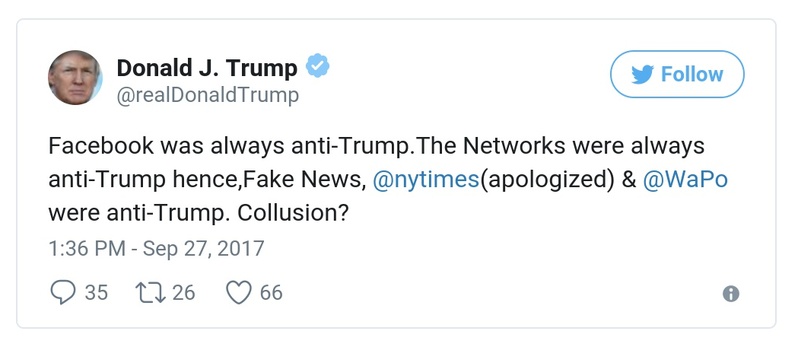 Donald J. Trump
@realDonaldTrump
Follow
Facebook was always anti-Trump.The Networks were always
anti-Trump hence,Fake News, @nytimes(apologized) & @WaPo
were anti-Trump. Collusion?
1:36 PM - Sep 27, 2017
35 26 66